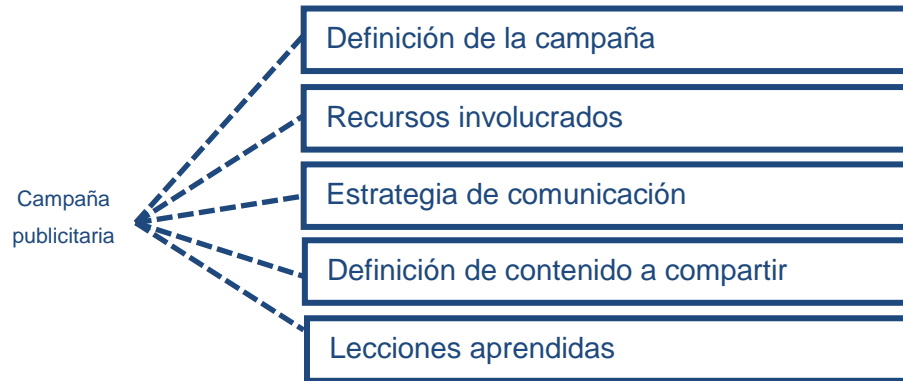 Definición de la campaña
Recursos involucrados
Estrategia de comunicación
Campaña
publicitaria
Definición de contenido a compartir
Lecciones aprendidas